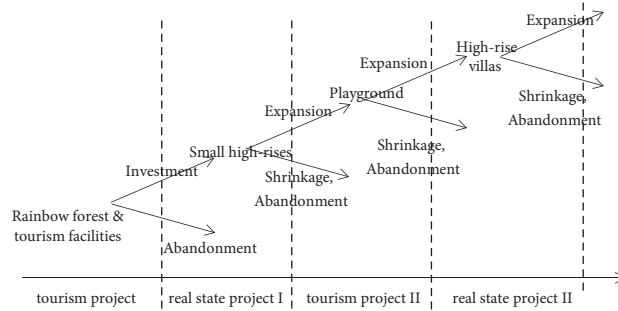 Expansion
High-rise
villas
Expansion
Playground
Shrinkage,
Abandonment
Expansion
Small high-rises
Shrinkage,
Abandonment
Investment
Shrinkage,
Abandonment
Rainbow forest &
tourism facilities
Abandonment
tourism project
real state project I
tourism project II
real state project II